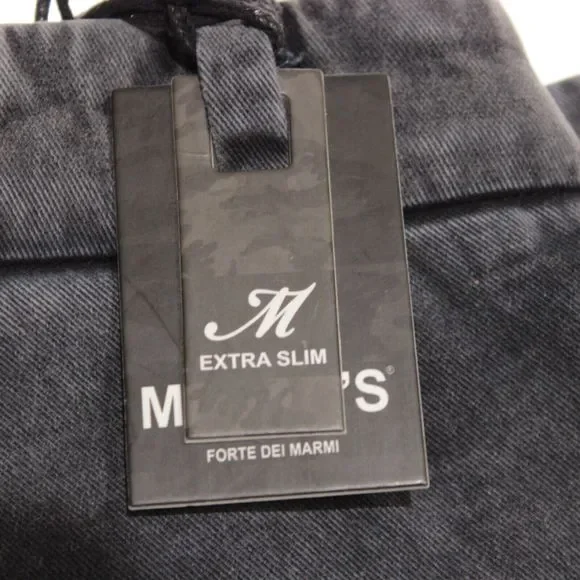 M
EXTRA SLIM
M 'S®
FORTE DEI MARMI